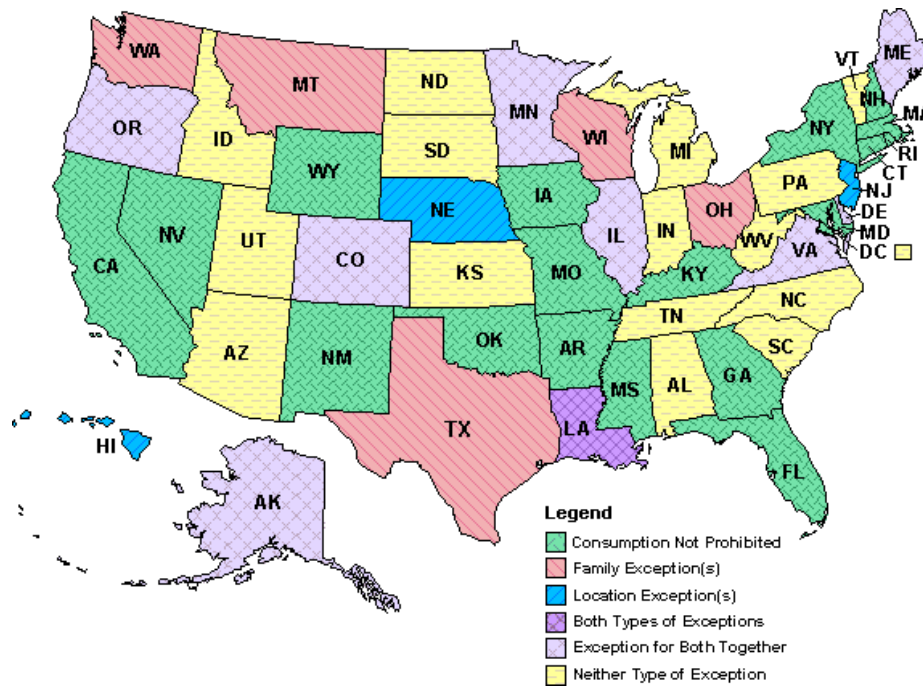 WA
MT
ND
MN
VT
ME
NH
OR
ID
SD
WI
MI
NY
MA
RI
CT
WY
PA
NJ
NE
IA
IL
IN
OH
DE
MD
DC
NV
UT
CO
KS
MO
KY
WV
VA
CA
AZ
NM
OK
AR
TN
NC
SC
MS
AL
GA
TX
LA
FL
HI
AK
Legend
Consumption Not Prohibited
Family Exception(s)
Location Exception(s)
Both Types of Exceptions
Exception for Both Together
Neither Type of Exception